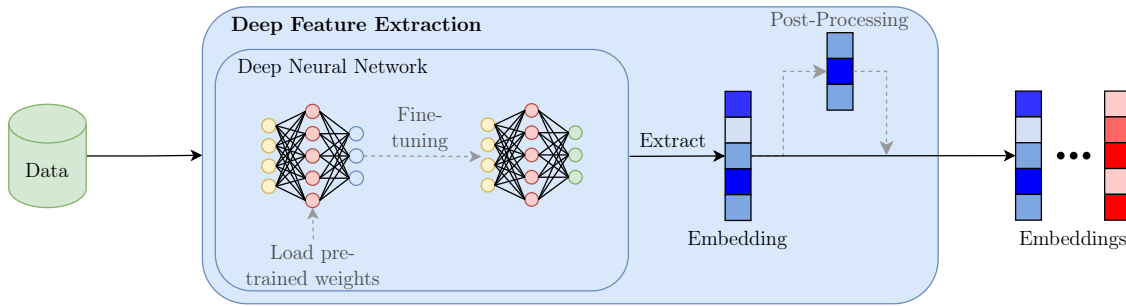 Deep Feature Extraction
Post-Processing
Deep Neural Network
Fine-
tuning
Data
Extract
Embedding
Embeddings
Load pre-
trained weights